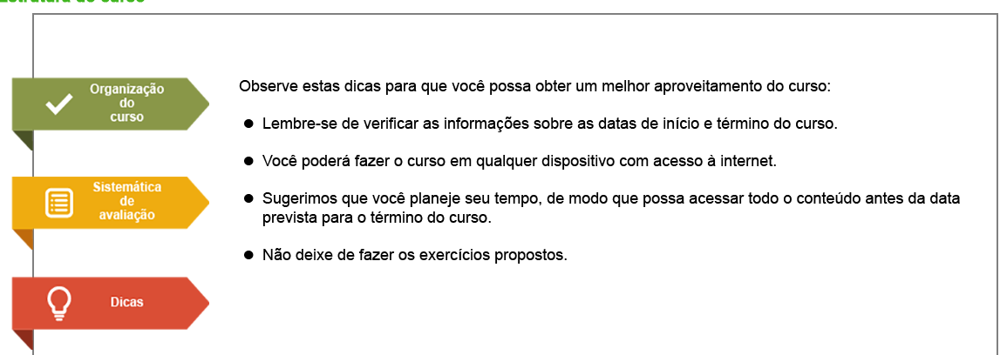 Estrutura do curso
Organização
do
curso
Sistemática
de
avaliação
Dicas
Observe estas dicas para que você possa obter um melhor aproveitamento do curso:
● Lembre-se de verificar as informações sobre as datas de início e término do curso.
● Você poderá fazer o curso em qualquer dispositivo com acesso à internet.
● Sugerimos que você planeje seu tempo, de modo que possa acessar todo o conteúdo antes da data
prevista para o término do curso.
● Não deixe de fazer os exercícios propostos.